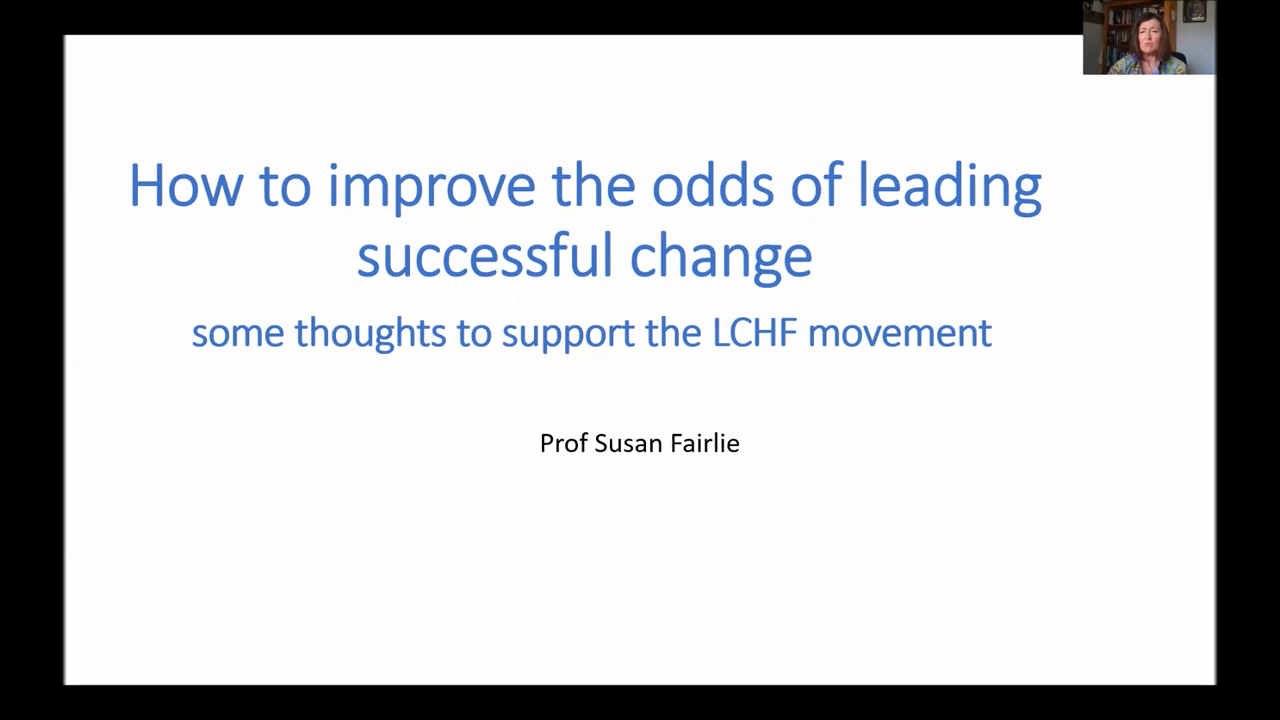 How to improve the odds of leading
successful change
some thoughts to support the LCHF movement
Prof Susan Fairlie